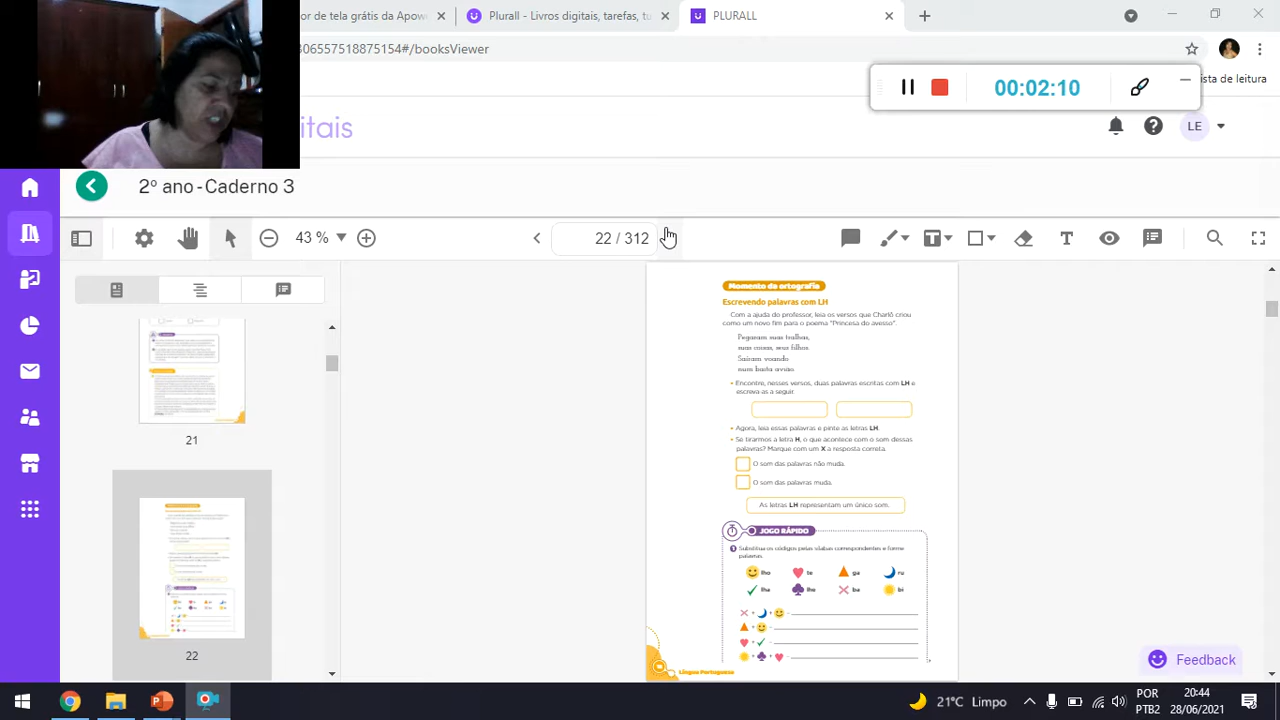 or de tela grátis da Apow
Plurall - Livros digitais, tarefas, tu
PLURALL
306557518875154#/booksViewer
00:02:10
ista de leitura
itais
LE
2º ano - Caderno 3
43 %
22 / 312
21
22
Momento da ortografia
Escrevendo palavras com LH
Com a ajuda do professor, leia os versos que Charlô criou
como um novo fim para o poema "Princesa do avesso".
Pegaram suas tralhas,
suas coisas, seus filhos.
Saíram voando
num basta avião.
• Encontre, nesses versos, duas palavras escritas com LH e
escreva-as a seguir.
• Agora, leia essas palavras e pinte as letras LH.
• Se tirarmos a letra H, o que acontece com o som dessas
palavras? Marque com um X a resposta correta.
O som das palavras não muda.
O som das palavras muda.
As letras LH representam um único som.
JOGO RÁPIDO
1 Substitua os códigos pelas sílabas correspondentes e forme
palavras.
lho te ga ru
lha lhe ba bi
+ + =
+ =
+ =
+ + =
Língua Portuguesa
Feedback
21°C Limpo
POR
PTB2
20:44
28/06/2021